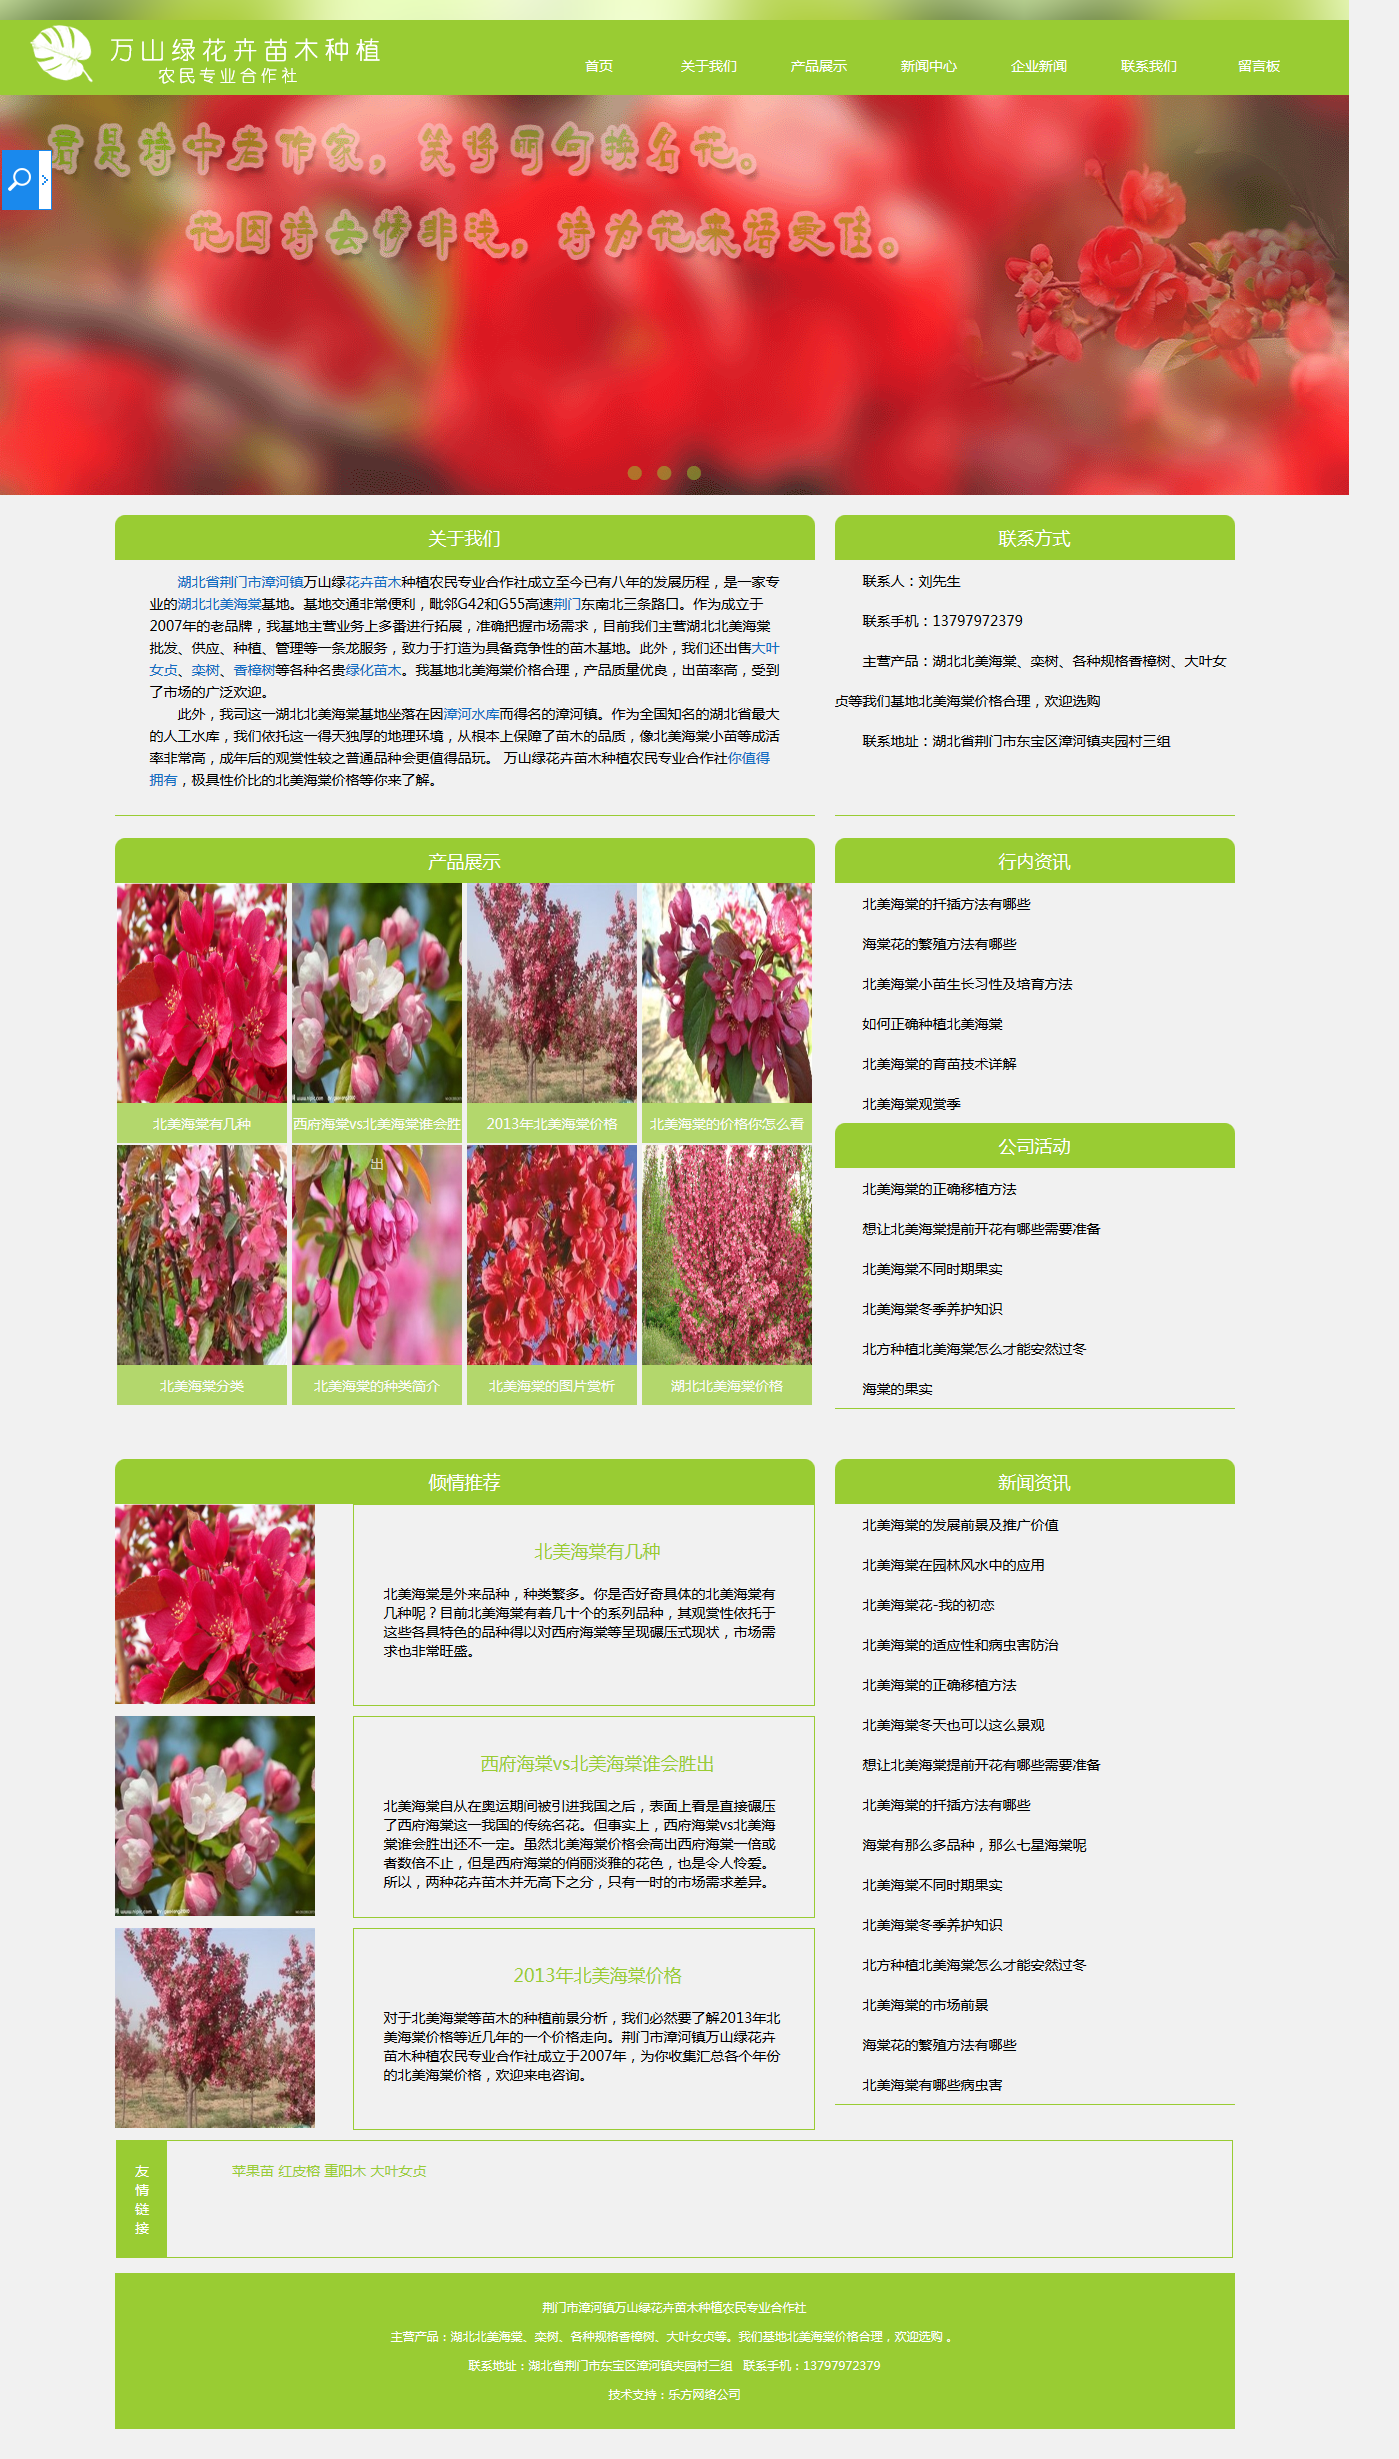 万山绿花卉苗木种植
农民专业合作社
首页 关于我们 产品展示 新闻中心 企业新闻 联系我们 留言板
君是诗中老作家，笑将丽句换名花。
花因诗去情非浅，诗为花来语更佳。
关于我们
湖北省荆门市漳河镇万山绿花卉苗木种植农民专业合作社成立至今已有八年的发展历程，是一家专
业的湖北北美海棠基地。基地交通非常便利，毗邻G42和G55高速荆门东南北三条路口。作为成立于
2007年的老品牌，我基地主营业务上多番进行拓展，准确把握市场需求，目前我们主营湖北北美海棠
批发、供应、种植、管理等一条龙服务，致力于打造为具备竞争性的苗木基地。此外，我们还出售大叶
女贞、栾树、香樟树等各种名贵绿化苗木。我基地北美海棠价格合理，产品质量优良，出苗率高，受到
了市场的广泛欢迎。
此外，我司这一湖北北美海棠基地坐落在因漳河水库而得名的漳河镇。作为全国知名的湖北省最大
的人工水库，我们依托这一得天独厚的地理环境，从根本上保障了苗木的品质，像北美海棠小苗等成活
率非常高，成年后的观赏性较之普通品种会更值得品玩。 万山绿花卉苗木种植农民专业合作社你值得
拥有，极具性价比的北美海棠价格等你来了解。
联系方式
联系人：刘先生
联系手机：13797972379
主营产品：湖北北美海棠、栾树、各种规格香樟树、大叶女
贞等我们基地北美海棠价格合理，欢迎选购
联系地址：湖北省荆门市东宝区漳河镇夹园村三组
产品展示
北美海棠有几种 西府海棠vs北美海棠谁会胜 2013年北美海棠价格 北美海棠的价格你怎么看
出
北美海棠分类 北美海棠的种类简介 北美海棠的图片赏析 湖北北美海棠价格
行内资讯
北美海棠的扦插方法有哪些
海棠花的繁殖方法有哪些
北美海棠小苗生长习性及培育方法
如何正确种植北美海棠
北美海棠的育苗技术详解
北美海棠观赏季
公司活动
北美海棠的正确移植方法
想让北美海棠提前开花有哪些需要准备
北美海棠不同时期果实
北美海棠冬季养护知识
北方种植北美海棠怎么才能安然过冬
海棠的果实
倾情推荐
北美海棠有几种
北美海棠是外来品种，种类繁多。你是否好奇具体的北美海棠有
几种呢？目前北美海棠有着几十个的系列品种，其观赏性依托于
这些各具特色的品种得以对西府海棠等呈现碾压式现状，市场需
求也非常旺盛。
西府海棠vs北美海棠谁会胜出
北美海棠自从在奥运期间被引进我国之后，表面上看是直接碾压
了西府海棠这一我国的传统名花。但事实上，西府海棠vs北美海
棠谁会胜出还不一定。虽然北美海棠价格会高出西府海棠一倍或
者数倍不止，但是西府海棠的俏丽淡雅的花色，也是令人怜爱。
所以，两种花卉苗木并无高下之分，只有一时的市场需求差异。
2013年北美海棠价格
对于北美海棠等苗木的种植前景分析，我们必然要了解2013年北
美海棠价格等近几年的一个价格走向。荆门市漳河镇万山绿花卉
苗木种植农民专业合作社成立于2007年，为你收集汇总各个年份
的北美海棠价格，欢迎来电咨询。
新闻资讯
北美海棠的发展前景及推广价值
北美海棠在园林风水中的应用
北美海棠花-我的初恋
北美海棠的适应性和病虫害防治
北美海棠的正确移植方法
北美海棠冬天也可以这么景观
想让北美海棠提前开花有哪些需要准备
北美海棠的扦插方法有哪些
海棠有那么多品种，那么七星海棠呢
北美海棠不同时期果实
北美海棠冬季养护知识
北方种植北美海棠怎么才能安然过冬
北美海棠的市场前景
海棠花的繁殖方法有哪些
北美海棠有哪些病虫害
友
情
链
接
苹果苗 红皮榕 重阳木 大叶女贞
荆门市漳河镇万山绿花卉苗木种植农民专业合作社
主营产品：湖北北美海棠、栾树、各种规格香樟树、大叶女贞等。我们基地北美海棠价格合理，欢迎选购 。
联系地址：湖北省荆门市东宝区漳河镇夹园村三组 联系手机：13797972379
技术支持：乐方网络公司